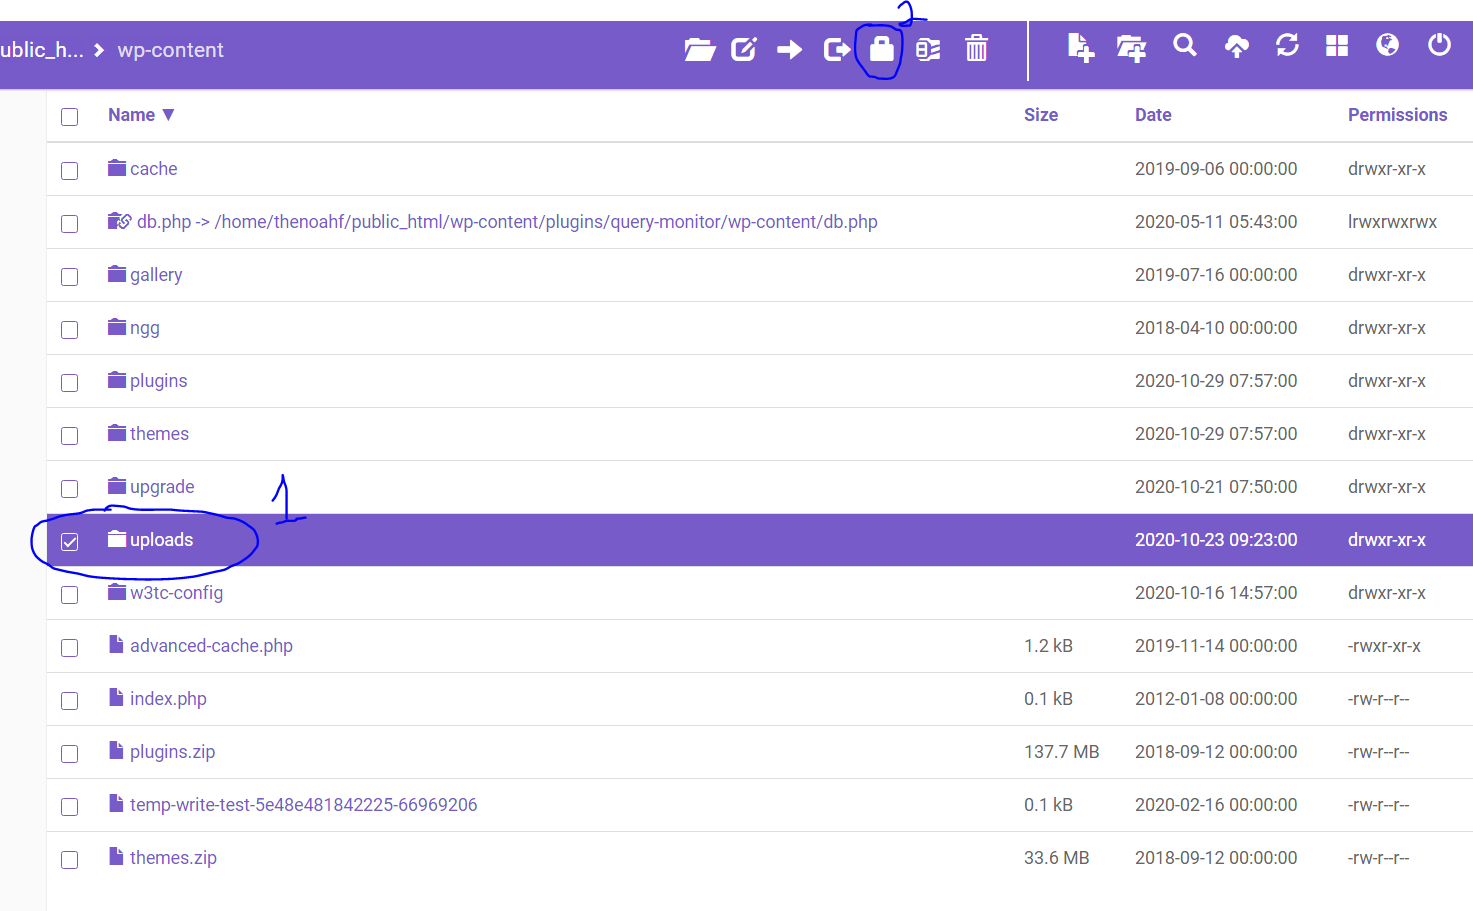 2
ublic_h... > wp-content
Name ▼ Size Date Permissions
cache 2019-09-06 00:00:00 drwxr-xr-x
db.php -> /home/thenoahf/public_html/wp-content/plugins/query-monitor/wp-content/db.php 2020-05-11 05:43:00 lrwxrwxrwx
gallery 2019-07-16 00:00:00 drwxr-xr-x
ngg 2018-04-10 00:00:00 drwxr-xr-x
plugins 2020-10-29 07:57:00 drwxr-xr-x
themes 2020-10-29 07:57:00 drwxr-xr-x
upgrade 2020-10-21 07:50:00 drwxr-xr-x
1
uploads 2020-10-23 09:23:00 drwxr-xr-x
w3tc-config 2020-10-16 14:57:00 drwxr-xr-x
advanced-cache.php 1.2 kB 2019-11-14 00:00:00 -rwxr-xr-x
index.php 0.1 kB 2012-01-08 00:00:00 -rw-r--r--
plugins.zip 137.7 MB 2018-09-12 00:00:00 -rw-r--r--
temp-write-test-5e48e481842225-66969206 0.1 kB 2020-02-16 00:00:00 -rw-r--r--
themes.zip 33.6 MB 2018-09-12 00:00:00 -rw-r--r--